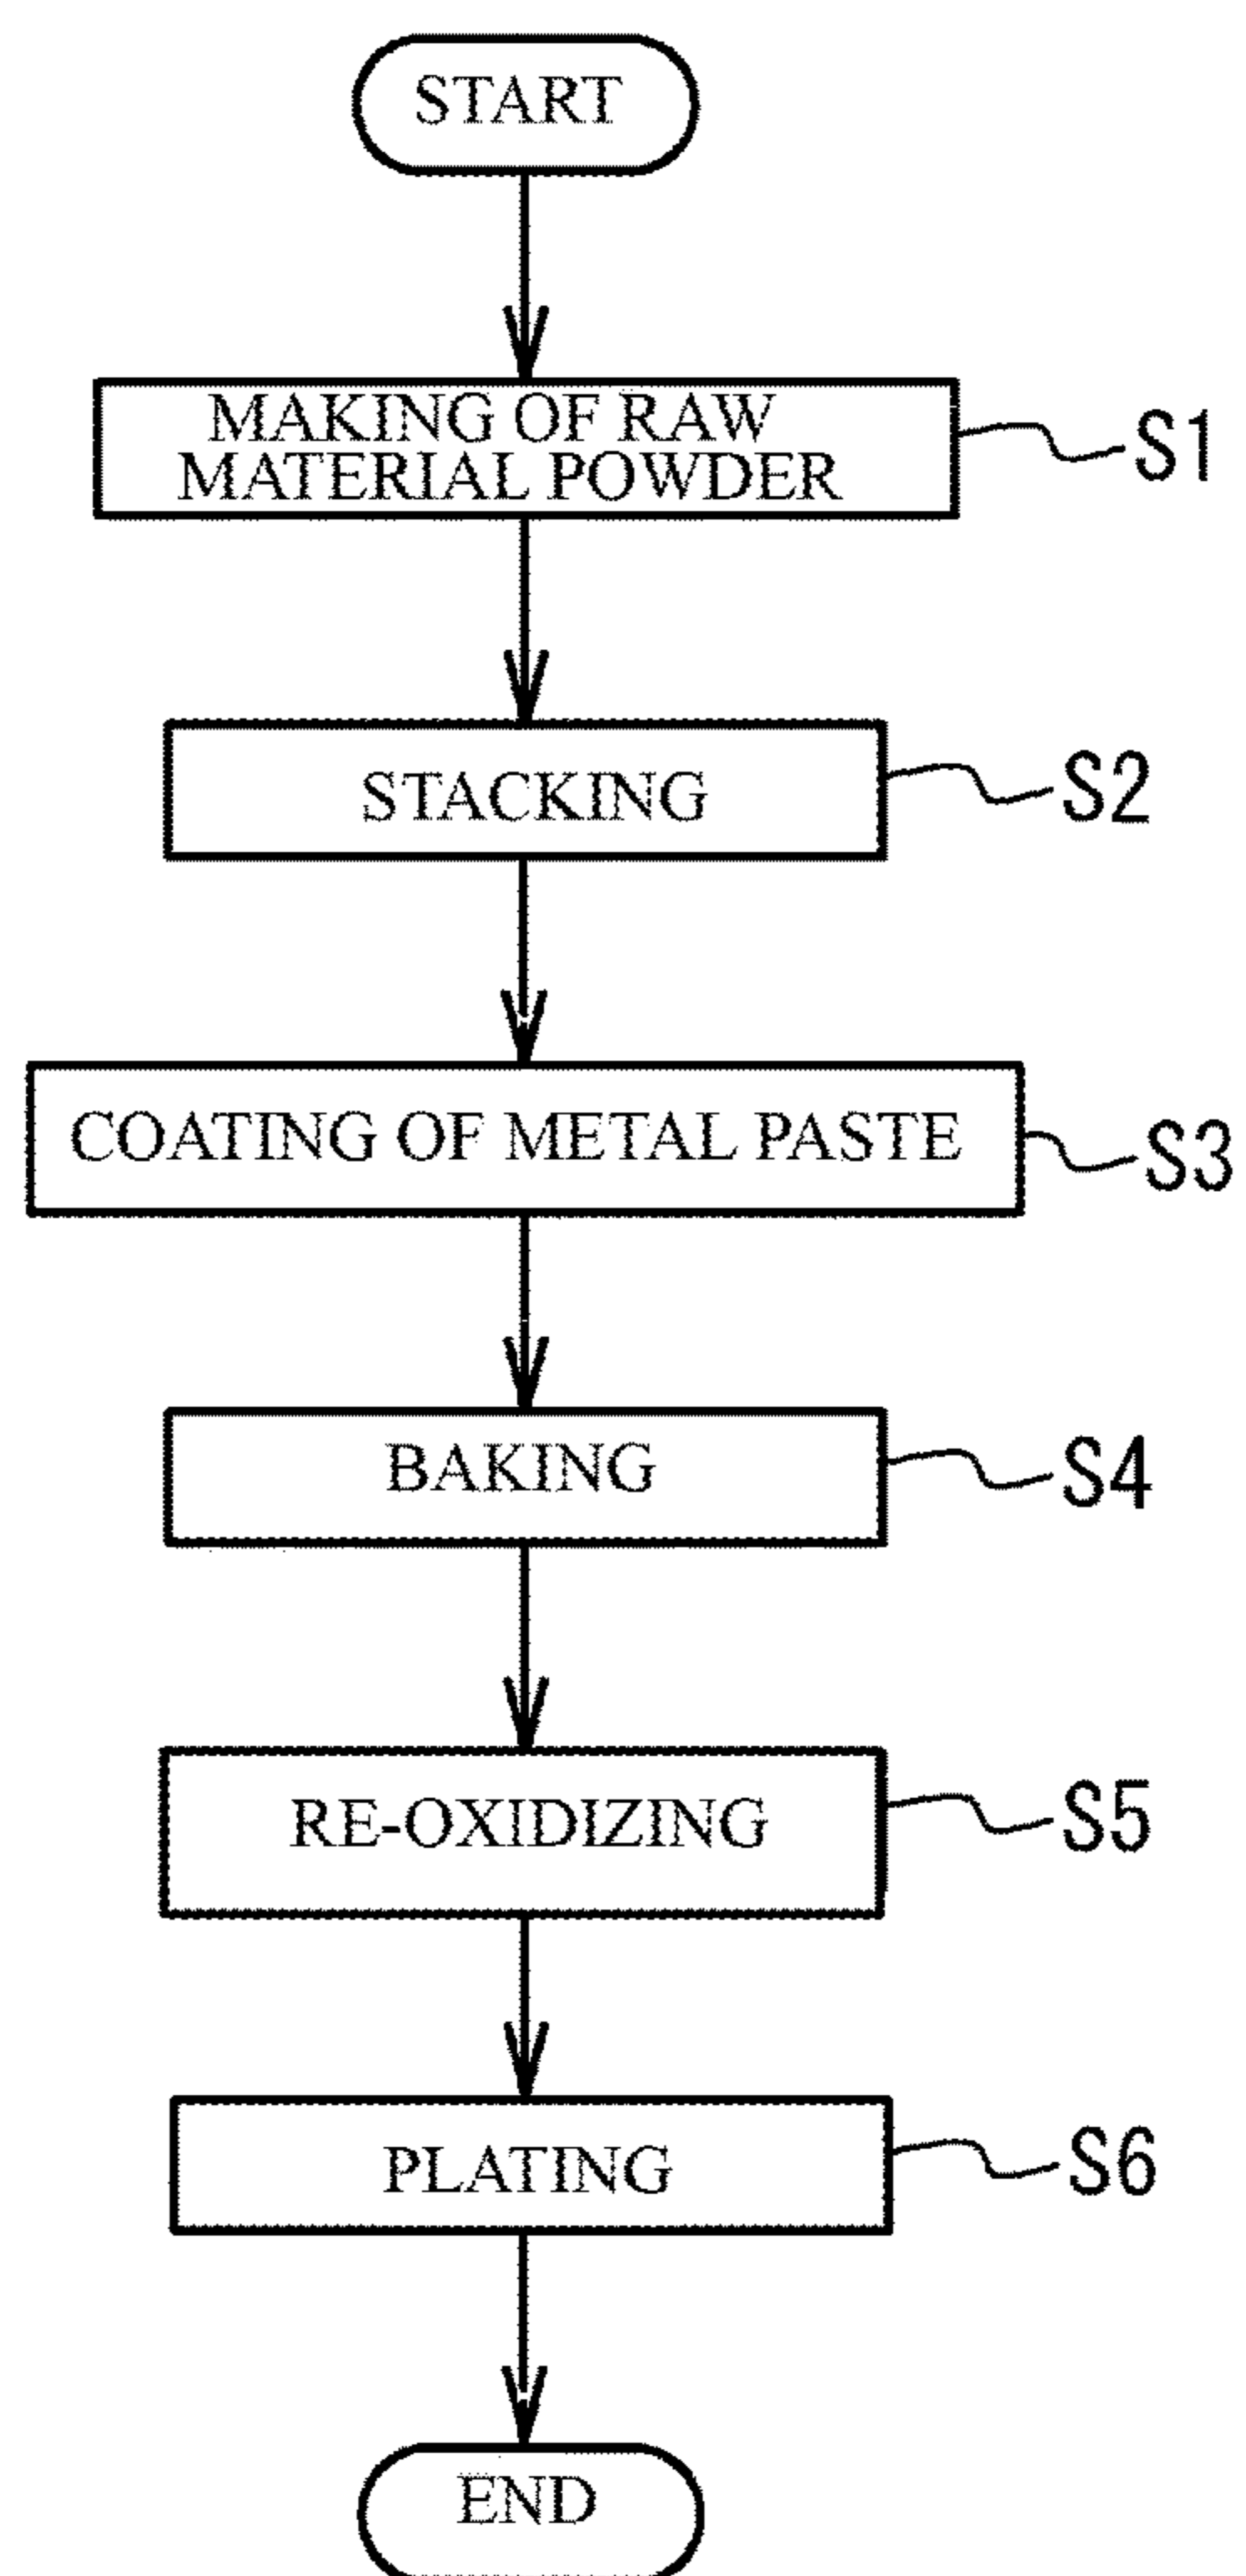 START
MAKING OF RAW
MATERIAL POWDER
S1
STACKING
S2
COATING OF METAL PASTE
S3
BAKING
S4
RE-OXIDIZING
S5
PLATING
S6
END